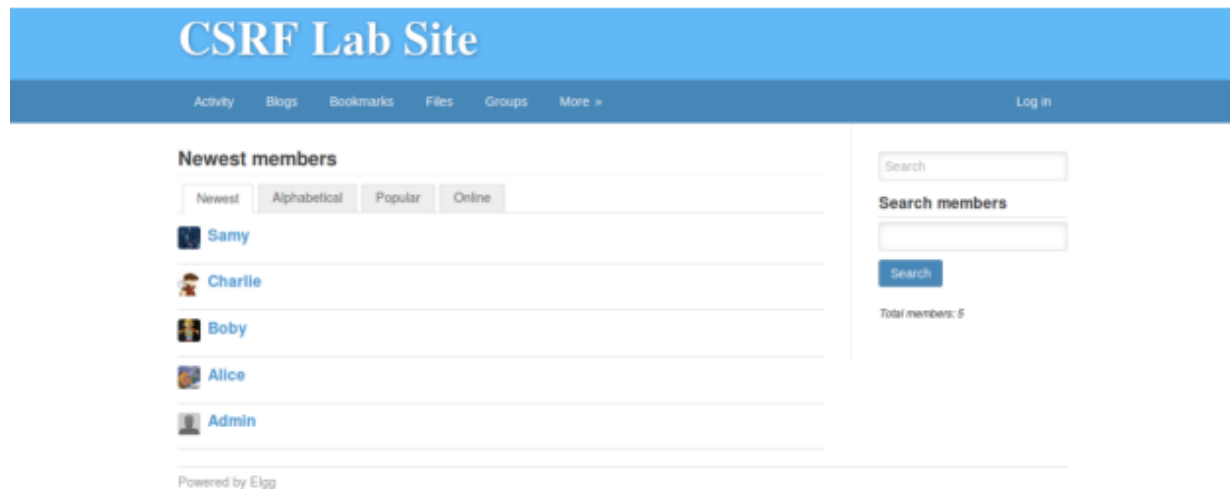 CSRF Lab Site
Activity Blogs Bookmarks Files Groups More » Log in
Newest members
Newest Alphabetical Popular Online
Samy
Charlie
Boby
Alice
Admin
Search
Search members
Search
Total members: 5
Powered by Elgg